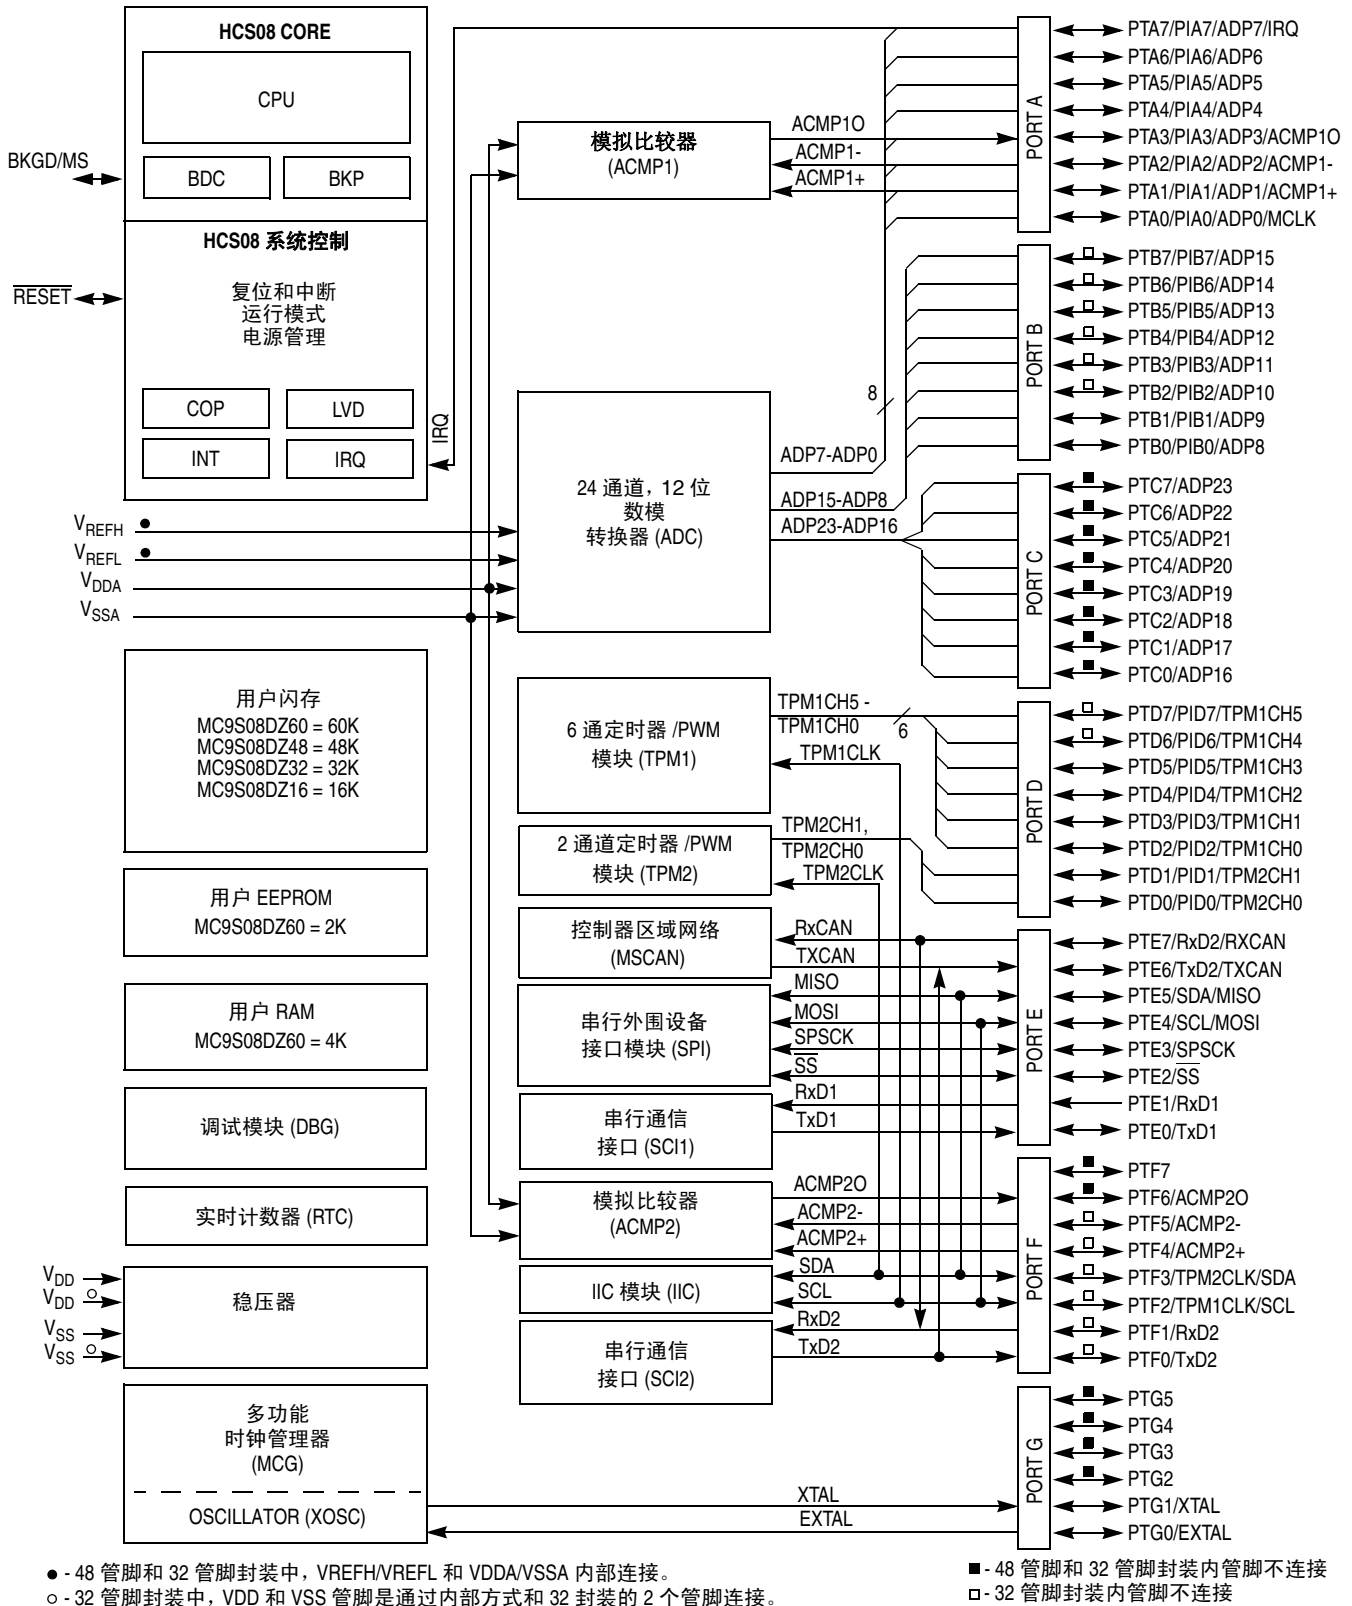 HCS08 CORE
CPU
BDC
BKP
BKGD/MS
HCS08 系统控制
RESET
复位和中断
运行模式
电源管理
COP
LVD
INT
IRQ
IRQ
VREFH
VREFL
VDDA
VSSA
用户闪存
MC9S08DZ60 = 60K
MC9S08DZ48 = 48K
MC9S08DZ32 = 32K
MC9S08DZ16 = 16K
用户 EEPROM
MC9S08DZ60 = 2K
用户 RAM
MC9S08DZ60 = 4K
调试模块 (DBG)
实时计数器 (RTC)
VDD
VDD
VSS
VSS
稳压器
多功能
时钟管理器
(MCG)
OSCILLATOR (XOSC)
模拟比较器
(ACMP1)
ACMP1O
ACMP1-
ACMP1+
24 通道，12 位
数模
转换器 (ADC)
8
ADP7-ADP0
ADP15-ADP8
ADP23-ADP16
6 通定时器 /PWM
模块 (TPM1)
TPM1CH5 -
TPM1CH0
6
TPM1CLK
2 通道定时器 /PWM
模块 (TPM2)
TPM2CH1,
TPM2CH0
TPM2CLK
控制器区域网络
(MSCAN)
RxCAN
TXCAN
串行外围设备
接口模块 (SPI)
MISO
MOSI
SPSCK
SS
串行通信
接口 (SCI1)
RxD1
TxD1
模拟比较器
(ACMP2)
ACMP2O
ACMP2-
ACMP2+
IIC 模块 (IIC)
SDA
SCL
串行通信
接口 (SCI2)
RxD2
TxD2
XTAL
EXTAL
PORT A
PTA7/PIA7/ADP7/IRQ
PTA6/PIA6/ADP6
PTA5/PIA5/ADP5
PTA4/PIA4/ADP4
PTA3/PIA3/ADP3/ACMP1O
PTA2/PIA2/ADP2/ACMP1-
PTA1/PIA1/ADP1/ACMP1+
PTA0/PIA0/ADP0/MCLK
PORT B
PTB7/PIB7/ADP15
PTB6/PIB6/ADP14
PTB5/PIB5/ADP13
PTB4/PIB4/ADP12
PTB3/PIB3/ADP11
PTB2/PIB2/ADP10
PTB1/PIB1/ADP9
PTB0/PIB0/ADP8
PORT C
PTC7/ADP23
PTC6/ADP22
PTC5/ADP21
PTC4/ADP20
PTC3/ADP19
PTC2/ADP18
PTC1/ADP17
PTC0/ADP16
PORT D
PTD7/PID7/TPM1CH5
PTD6/PID6/TPM1CH4
PTD5/PID5/TPM1CH3
PTD4/PID4/TPM1CH2
PTD3/PID3/TPM1CH1
PTD2/PID2/TPM1CH0
PTD1/PID1/TPM2CH1
PTD0/PID0/TPM2CH0
PORT E
PTE7/RxD2/RXCAN
PTE6/TxD2/TXCAN
PTE5/SDA/MISO
PTE4/SCL/MOSI
PTE3/SPSCK
PTE2/SS
PTE1/RxD1
PTE0/TxD1
PORT F
PTF7
PTF6/ACMP2O
PTF5/ACMP2-
PTF4/ACMP2+
PTF3/TPM2CLK/SDA
PTF2/TPM1CLK/SCL
PTF1/RxD2
PTF0/TxD2
PORT G
PTG5
PTG4
PTG3
PTG2
PTG1/XTAL
PTG0/EXTAL
● - 48 管脚和 32 管脚封装中，VREFH/VREFL 和 VDDA/VSSA 内部连接。
○ - 32 管脚封装中，VDD 和 VSS 管脚是通过内部方式和 32 封装的 2 个管脚连接。
■ - 48 管脚和 32 管脚封装内管脚不连接
□ - 32 管脚封装内管脚不连接